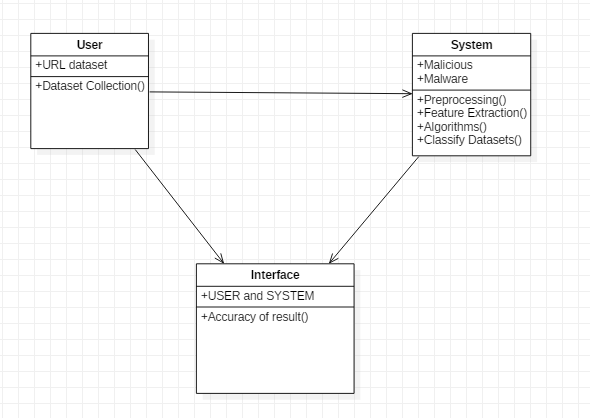 User
+URL dataset
+Dataset Collection()
System
+Malicious
+Malware
+Preprocessing()
+Feature Extraction()
+Algorithms()
+Classify Datasets()
Interface
+USER and SYSTEM
+Accuracy of result()